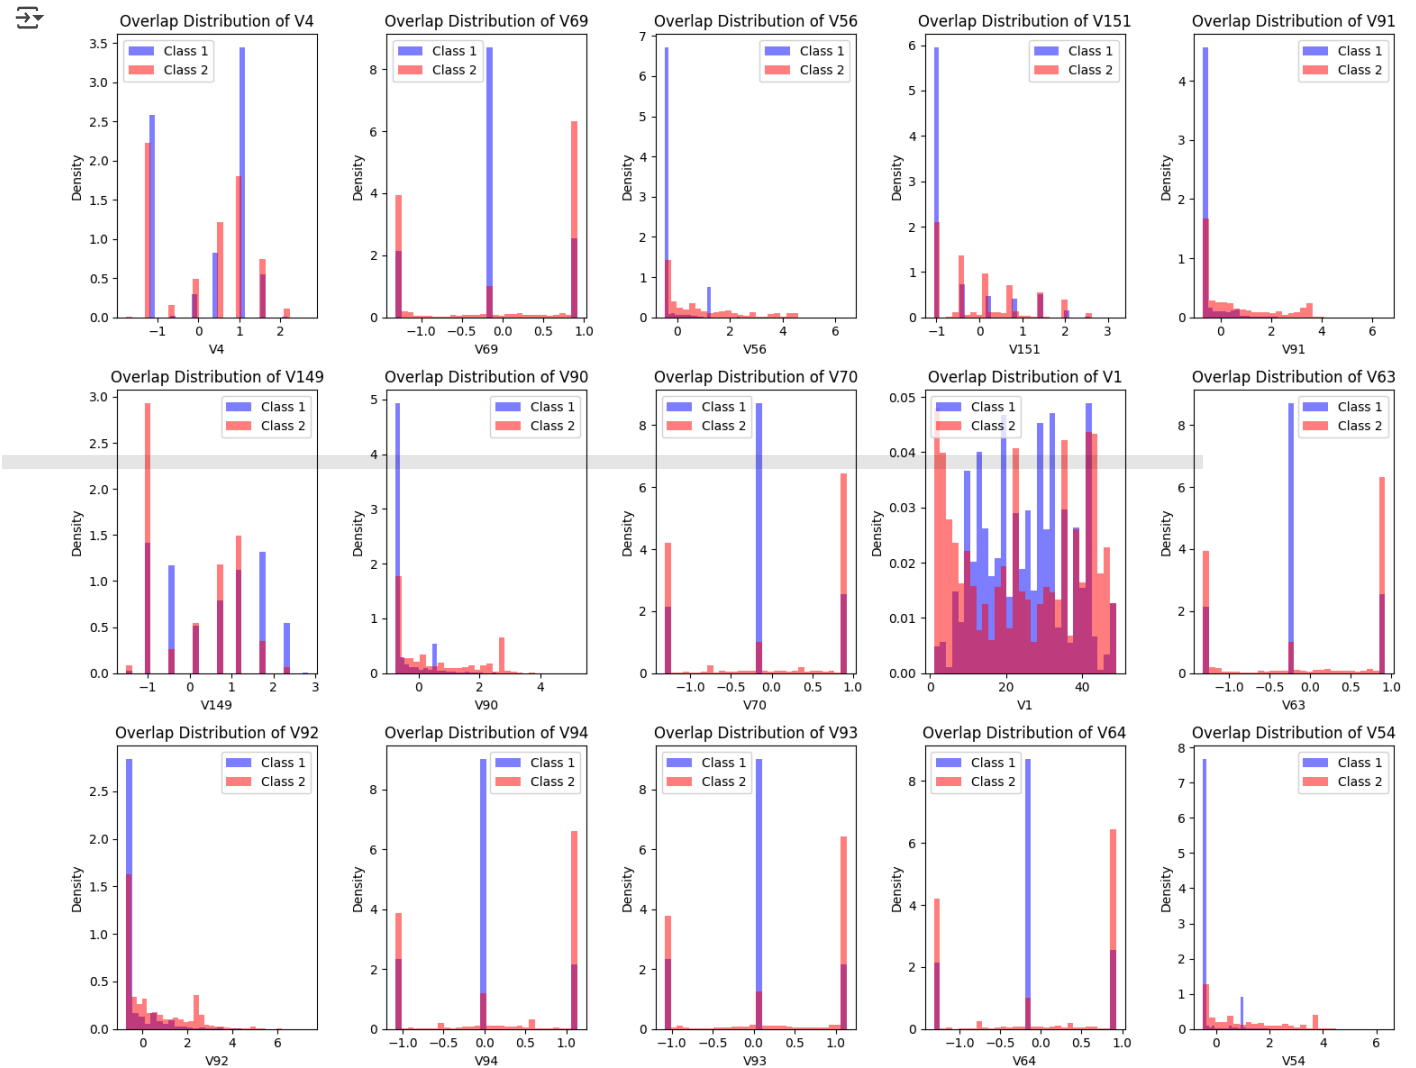 Overlap Distribution of V4
Class 1
Class 2
3.5
3.0
2.5
2.0
1.5
1.0
0.5
0.0
Density
−1
0
1
2
V4
Overlap Distribution of V69
Class 1
Class 2
8
6
4
2
0
Density
−1.0
−0.5
0.0
0.5
1.0
V69
Overlap Distribution of V56
Class 1
Class 2
7
6
5
4
3
2
1
0
Density
0
2
4
6
V56
Overlap Distribution of V151
Class 1
Class 2
6
5
4
3
2
1
0
Density
−1
0
1
2
3
V151
Overlap Distribution of V91
Class 1
Class 2
4
3
2
1
0
Density
0
2
4
6
V91
Overlap Distribution of V149
Class 1
Class 2
3.0
2.5
2.0
1.5
1.0
0.5
0.0
Density
−1
0
1
2
3
V149
Overlap Distribution of V90
Class 1
Class 2
5
4
3
2
1
0
Density
0
2
4
V90
Overlap Distribution of V70
Class 1
Class 2
8
6
4
2
0
Density
−1.0
−0.5
0.0
0.5
1.0
V70
Overlap Distribution of V1
Class 1
Class 2
0.05
0.04
0.03
0.02
0.01
0.00
Density
0
20
40
V1
Overlap Distribution of V63
Class 1
Class 2
8
6
4
2
0
Density
−1.0
−0.5
0.0
0.5
1.0
V63
Overlap Distribution of V92
Class 1
Class 2
2.5
2.0
1.5
1.0
0.5
0.0
Density
0
2
4
6
V92
Overlap Distribution of V94
Class 1
Class 2
8
6
4
2
0
Density
−1.0
−0.5
0.0
0.5
1.0
V94
Overlap Distribution of V93
Class 1
Class 2
8
6
4
2
0
Density
−1.0
−0.5
0.0
0.5
1.0
V93
Overlap Distribution of V64
Class 1
Class 2
8
6
4
2
0
Density
−1.0
−0.5
0.0
0.5
1.0
V64
Overlap Distribution of V54
Class 1
Class 2
8
7
6
5
4
3
2
1
0
Density
0
2
4
6
V54